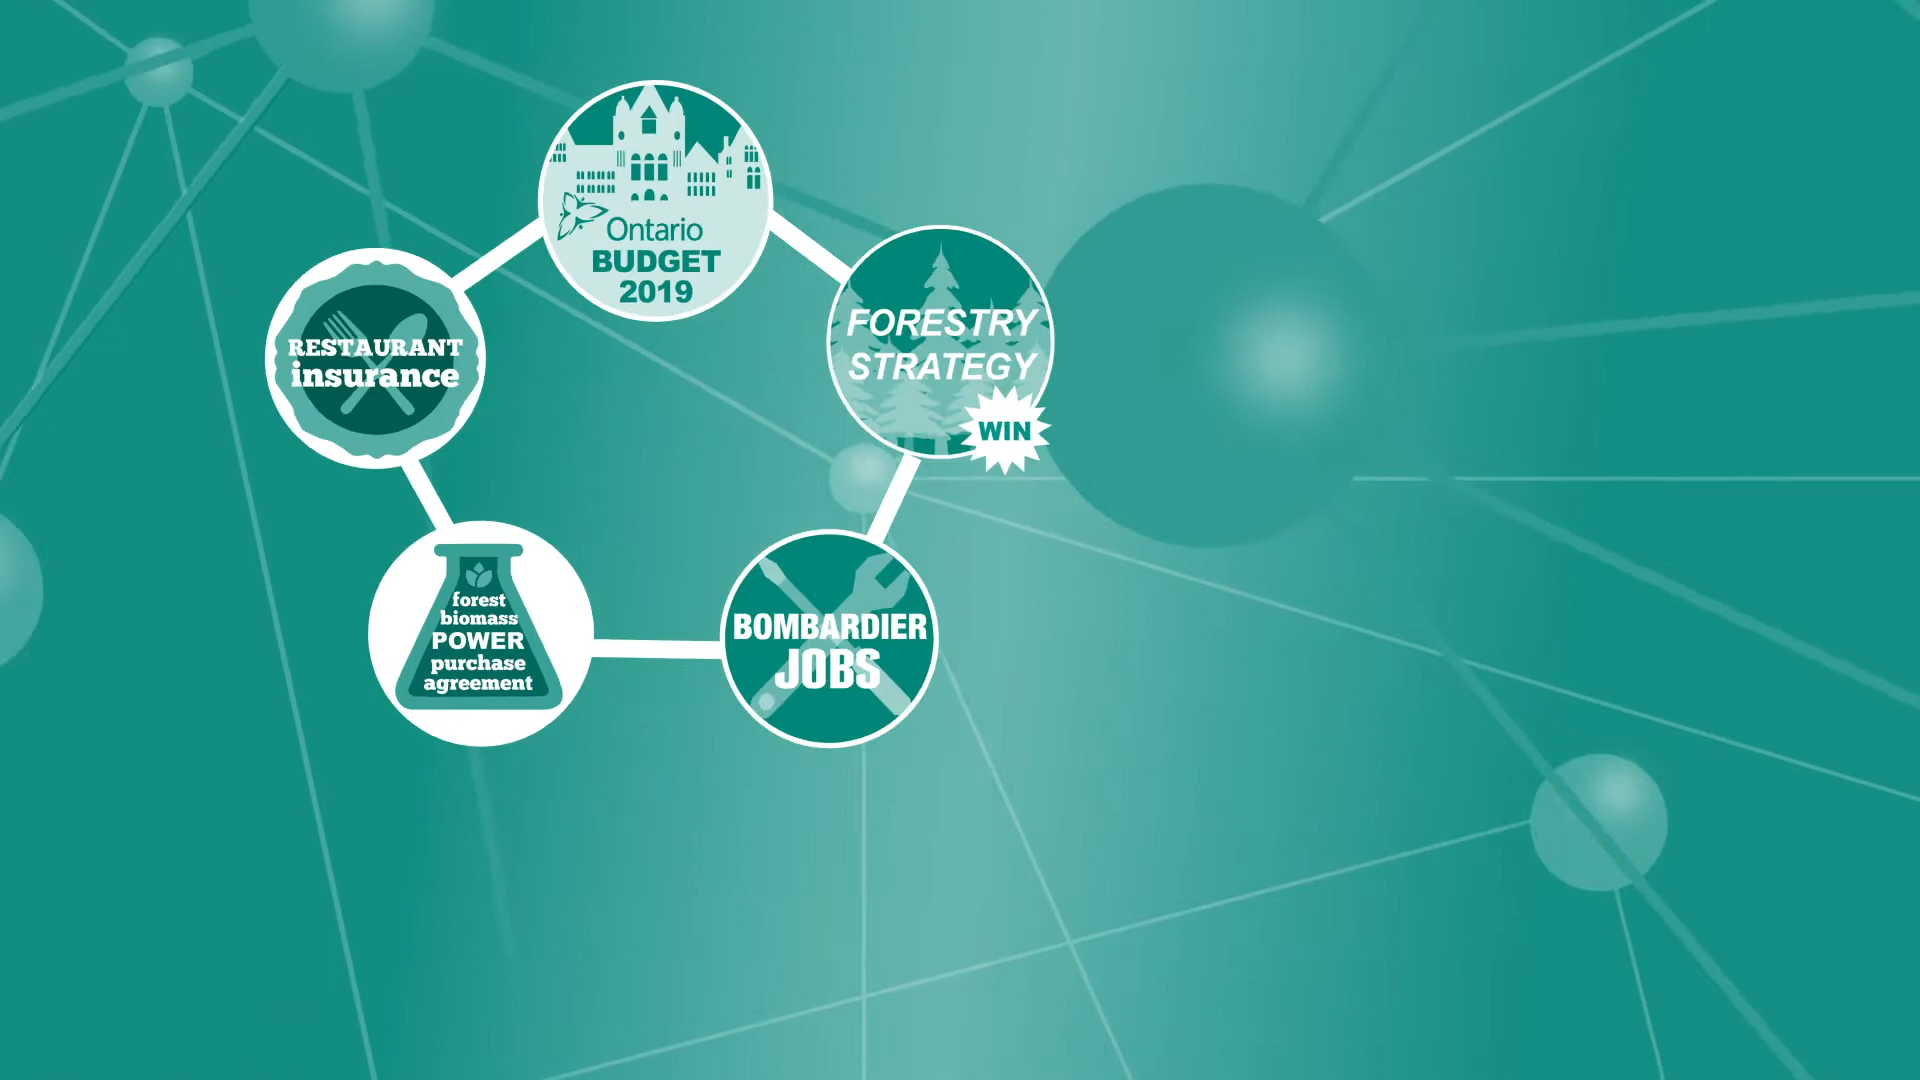 Ontario
BUDGET
2019
FORESTRY
STRATEGY
WIN
RESTAURANT
insurance
forest
biomass
POWER
purchase
agreement
BOMBARDIER
JOBS